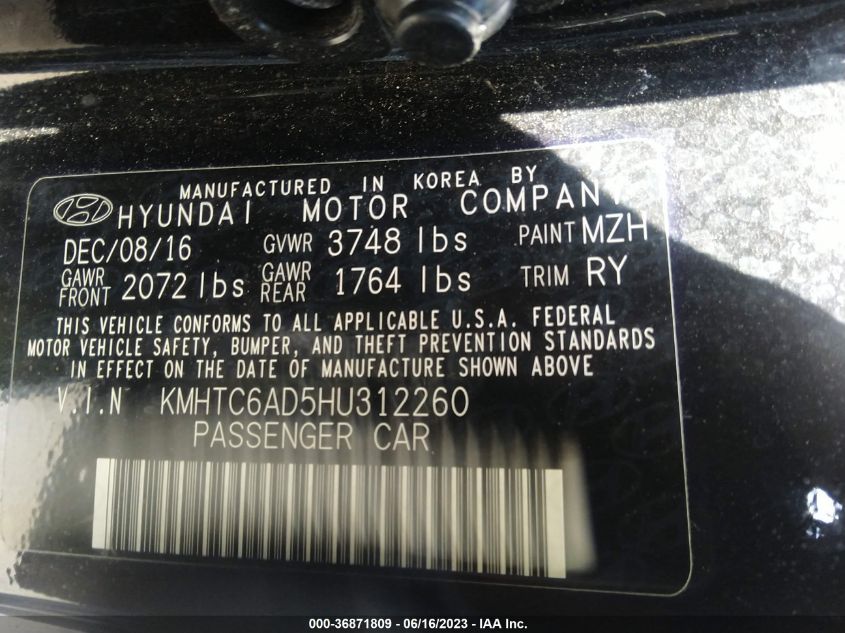 MANUFACTURED IN KOREA BY
HYUNDAI MOTOR COMPANY
DEC/08/16 GVWR 3748 lbs PAINT MZH
GAWR FRONT 2072 lbs GAWR REAR 1764 lbs TRIM RY
THIS VEHICLE CONFORMS TO ALL APPLICABLE U.S.A. FEDERAL
MOTOR VEHICLE SAFETY, BUMPER, AND THEFT PREVENTION STANDARDS
IN EFFECT ON THE DATE OF MANUFACTURE SHOWN ABOVE
V.I.N KMHTC6AD5HU312260
PASSENGER CAR
000-36871809 - 06/16/2023 - IAA Inc.